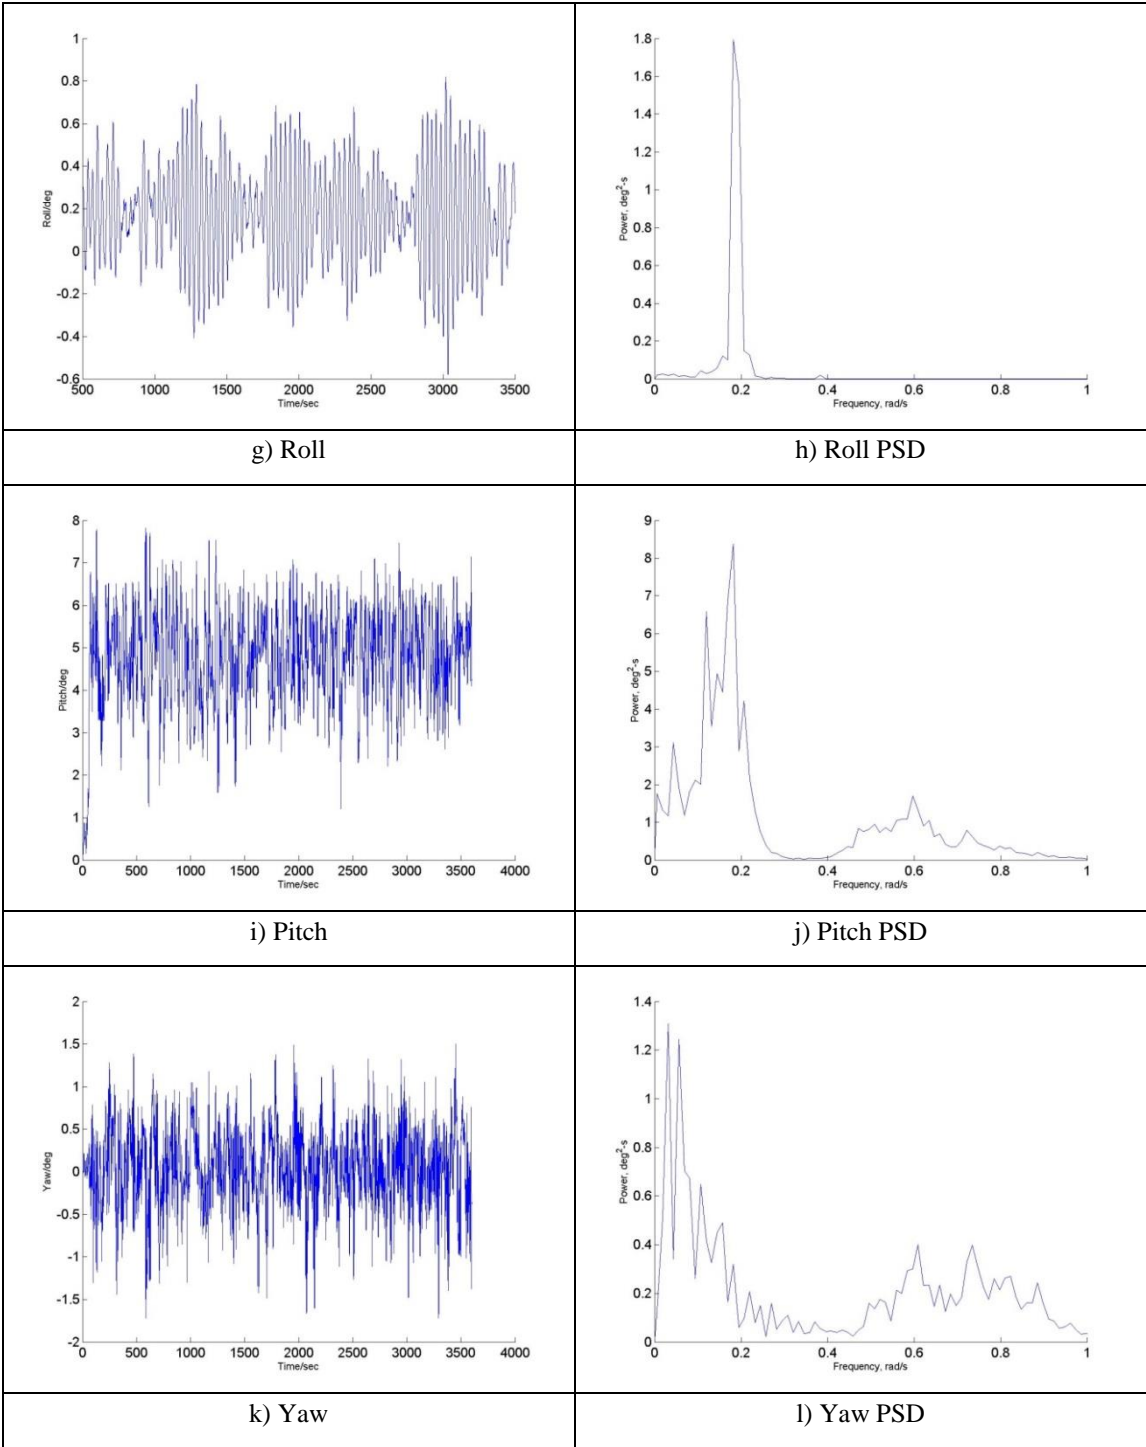 1
0.8
0.6
0.4
0.2
0
-0.2
-0.4
-0.6
Roll/deg
500 1000 1500 2000 2500 3000 3500
Time/sec
1.8
1.6
1.4
1.2
1
0.8
0.6
0.4
0.2
0
Power, deg²-s
0 0.2 0.4 0.6 0.8 1
Frequency, rad/s
g) Roll
h) Roll PSD
8
7
6
5
4
3
2
1
0
Pitch/deg
0 500 1000 1500 2000 2500 3000 3500 4000
Time/sec
9
8
7
6
5
4
3
2
1
0
Power, deg²-s
0 0.2 0.4 0.6 0.8 1
Frequency, rad/s
i) Pitch
j) Pitch PSD
2
1.5
1
0.5
0
-0.5
-1
-1.5
-2
Yaw/deg
0 500 1000 1500 2000 2500 3000 3500 4000
Time/sec
1.4
1.2
1
0.8
0.6
0.4
0.2
0
Power, deg²-s
0 0.2 0.4 0.6 0.8 1
Frequency, rad/s
k) Yaw
l) Yaw PSD